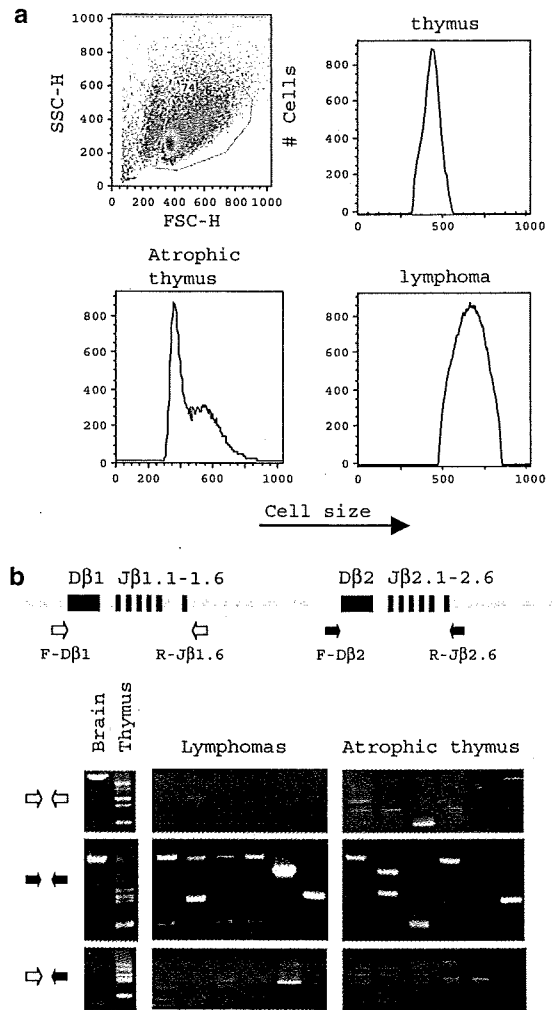 a
thymus
1000
800
600
400
200
0
SSC-H
74
0 200 400 600 800 1000
FSC-H
# Cells
800
600
400
200
0
0 500 1000
Atrophic
thymus
800
600
400
200
0
0 200 600 1000
lymphoma
800
600
400
200
0
0 500 1000
Cell size
b
Dβ1 Jβ1.1-1.6 Dβ2 Jβ2.1-2.6
F-Dβ1 R-Jβ1.6 F-Dβ2 R-Jβ2.6
Brain
Thymus
Lymphomas
Atrophic thymus